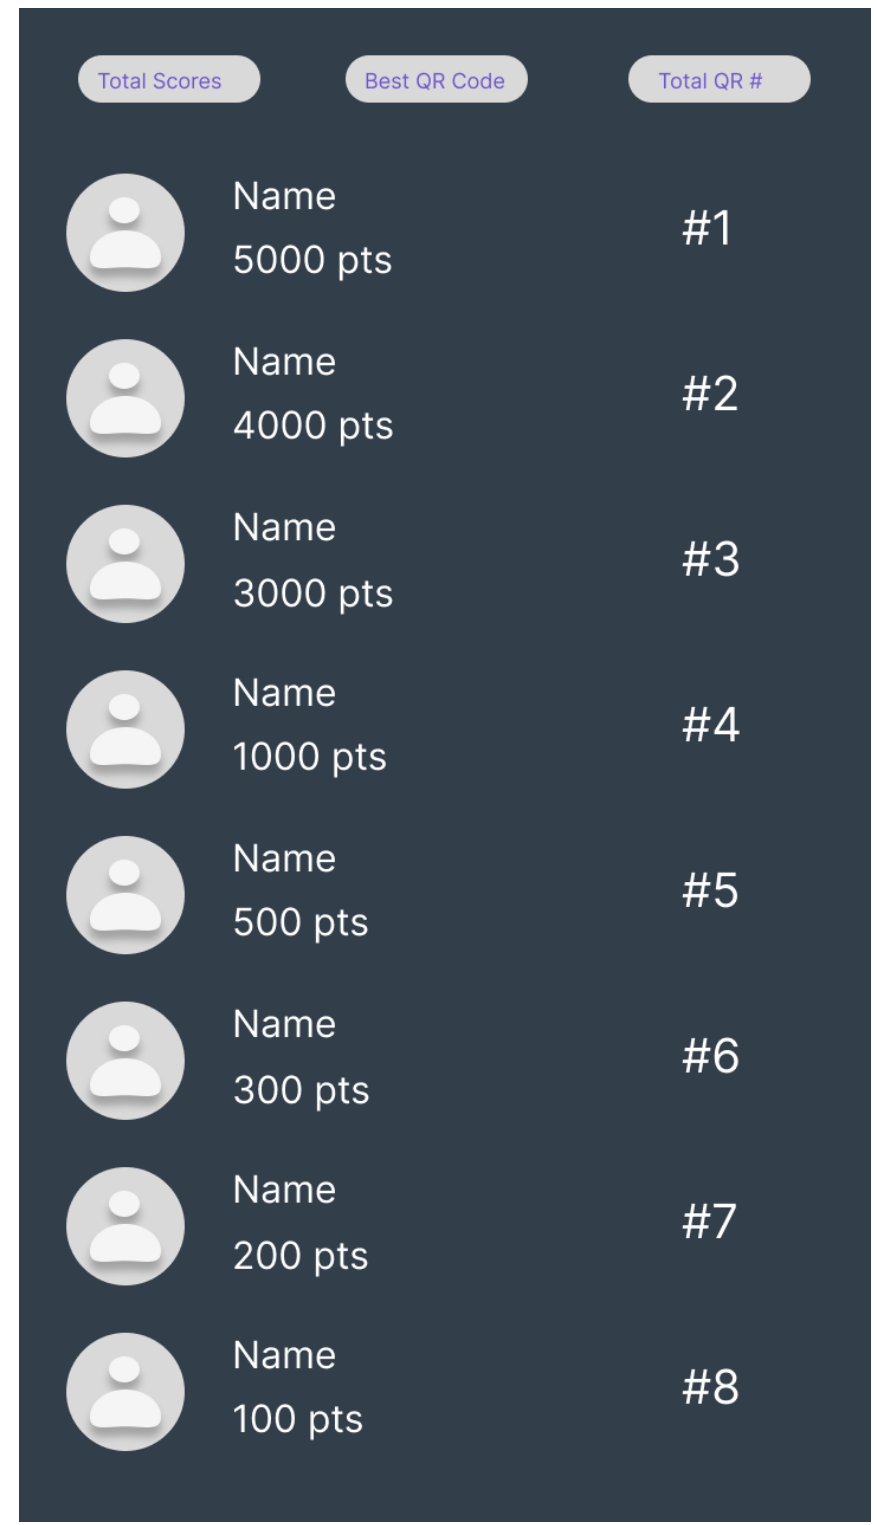 Total Scores Best QR Code Total QR #
Name
5000 pts
#1
Name
4000 pts
#2
Name
3000 pts
#3
Name
1000 pts
#4
Name
500 pts
#5
Name
300 pts
#6
Name
200 pts
#7
Name
100 pts
#8